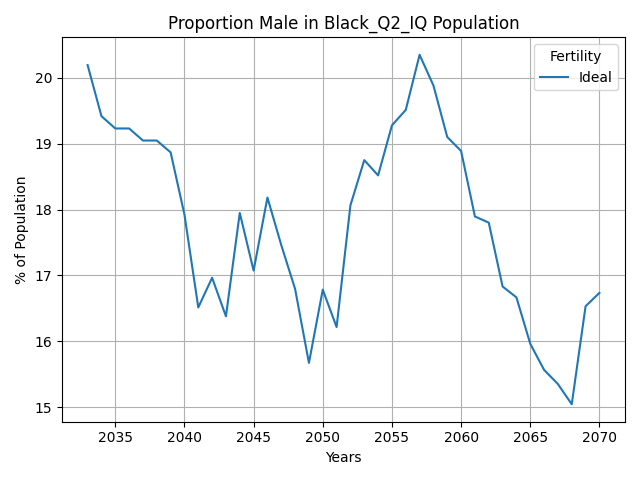 Proportion Male in Black_Q2_IQ Population
Fertility
Ideal
% of Population
20
19
18
17
16
15
2035 2040 2045 2050 2055 2060 2065 2070
Years